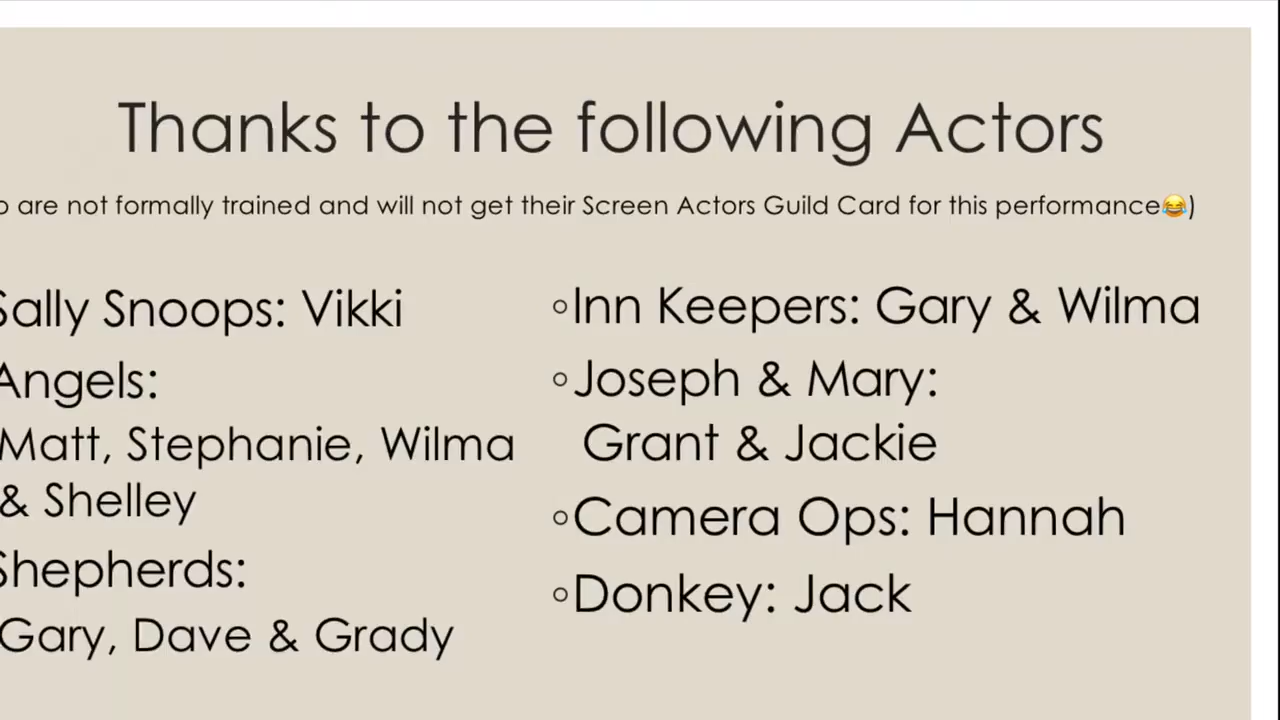 Thanks to the following Actors
o are not formally trained and will not get their Screen Actors Guild Card for this performance😂)
Sally Snoops: Vikki
Angels:
Matt, Stephanie, Wilma
& Shelley
Shepherds:
Gary, Dave & Grady
◦Inn Keepers: Gary & Wilma
◦Joseph & Mary:
Grant & Jackie
◦Camera Ops: Hannah
◦Donkey: Jack